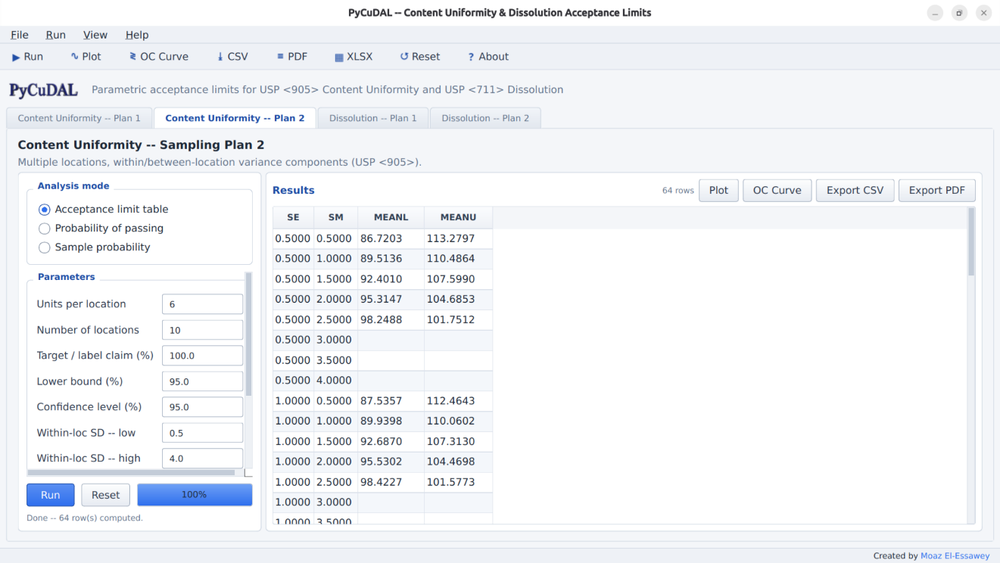 PyCuDAL -- Content Uniformity & Dissolution Acceptance Limits
File Run View Help
Run Plot OC Curve CSV PDF XLSX Reset ? About
PyCuDAL Parametric acceptance limits for USP <905> Content Uniformity and USP <711> Dissolution
Content Uniformity -- Plan 1 Content Uniformity -- Plan 2 Dissolution -- Plan 1 Dissolution -- Plan 2
Content Uniformity -- Sampling Plan 2
Multiple locations, within/between-location variance components (USP <905>).
Analysis mode
Acceptance limit table
Probability of passing
Sample probability
Parameters
Units per location 6
Number of locations 10
Target / label claim (%) 100.0
Lower bound (%) 95.0
Confidence level (%) 95.0
Within-loc SD -- low 0.5
Within-loc SD -- high 4.0
Run Reset 100%
Done -- 64 row(s) computed.
Results 64 rows Plot OC Curve Export CSV Export PDF
SE SM MEANL MEANU
0.5000 0.5000 86.7203 113.2797
0.5000 1.0000 89.5136 110.4864
0.5000 1.5000 92.4010 107.5990
0.5000 2.0000 95.3147 104.6853
0.5000 2.5000 98.2488 101.7512
0.5000 3.0000
0.5000 3.5000
0.5000 4.0000
1.0000 0.5000 87.5357 112.4643
1.0000 1.0000 89.9398 110.0602
1.0000 1.5000 92.6870 107.3130
1.0000 2.0000 95.5302 104.4698
1.0000 2.5000 98.4227 101.5773
1.0000 3.0000
1.0000 3.5000
Created by Moaz El-Essawey